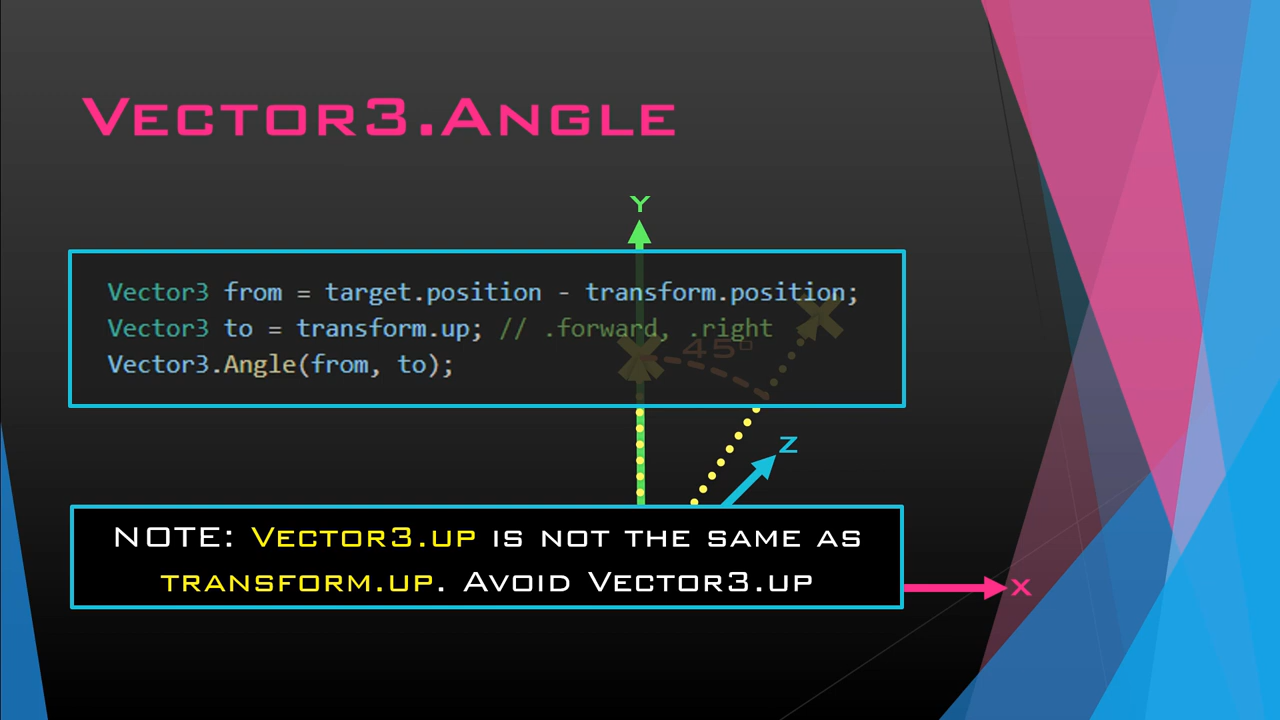 Vector3.Angle
Y
Vector3 from = target.position - transform.position;
Vector3 to = transform.up; // .forward, .right
45°
Vector3.Angle(from, to);
Z
NOTE: Vector3.up is not the same as
transform.up. Avoid Vector3.up
X